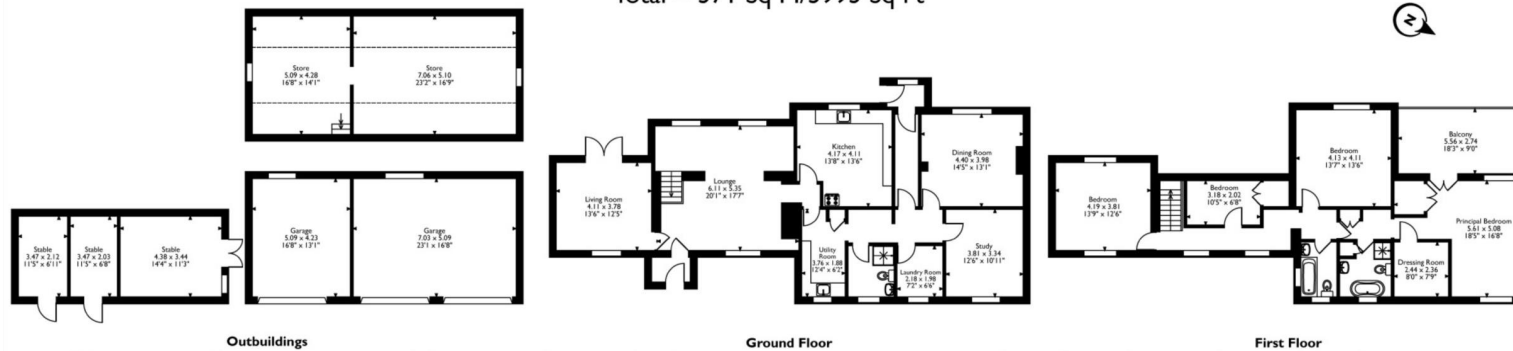 Total = 371 Sq M/3993 Sq Ft
N
Store
5.09 x 4.28
16'8" x 14'1"
Store
7.06 x 5.10
23'2" x 16'9"
Stable
3.47 x 2.12
11'5" x 6'11"
Stable
3.47 x 2.03
11'5" x 6'8"
Stable
4.38 x 3.44
14'4" x 11'3"
Garage
5.09 x 4.23
16'8" x 13'1"
Garage
7.03 x 5.09
23'1 x 16'8"
Outbuildings
Living Room
4.11 x 3.78
13'6" x 12'5"
Lounge
6.11 x 5.35
20'1" x 17'7"
Kitchen
4.17 x 4.11
13'8" x 13'6"
Dining Room
4.40 x 3.98
14'5" x 13'1"
Utility
Room
3.76 x 1.88
12'4" x 6'2"
Laundry Room
2.18 x 1.98
7'2" x 6'6"
Study
3.81 x 3.34
12'6" x 10'11"
Ground Floor
Bedroom
4.19 x 3.81
13'9" x 12'6"
Bedroom
3.18 x 2.02
10'5" x 6'8"
Bedroom
4.13 x 4.11
13'7" x 13'6"
Balcony
5.56 x 2.74
18'3" x 9'0"
Principal Bedroom
5.61 x 5.08
18'5" x 16'8"
Dressing Room
2.44 x 2.36
8'0" x 7'9"
First Floor